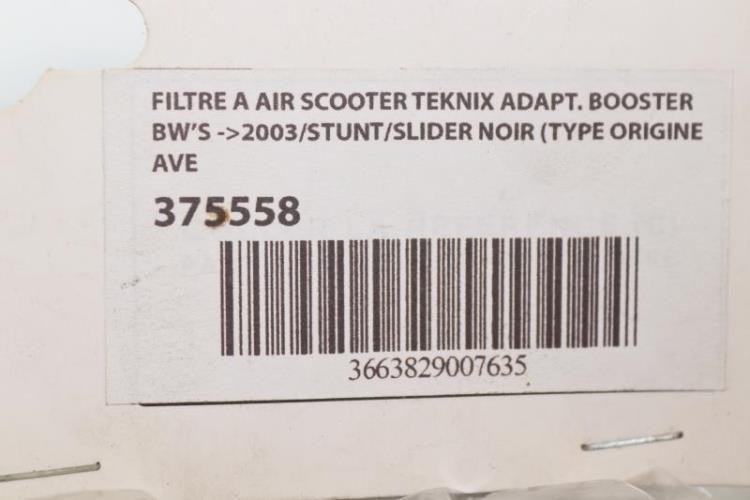 FILTRE A AIR SCOOTER TEKNIX ADAPT. BOOSTER
BW'S ->2003/STUNT/SLIDER NOIR (TYPE ORIGINE
AVE
375558
3663829007635